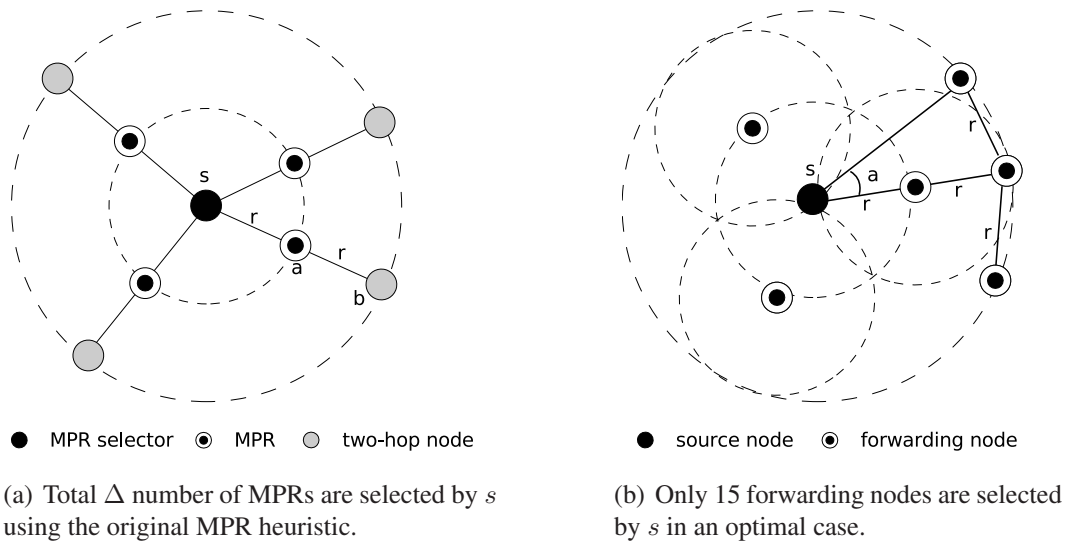 s
r
a
r
b
MPR selector MPR two-hop node
(a) Total Δ number of MPRs are selected by s
using the original MPR heuristic.
s
a
r
r
r
r
source node forwarding node
(b) Only 15 forwarding nodes are selected
by s in an optimal case.